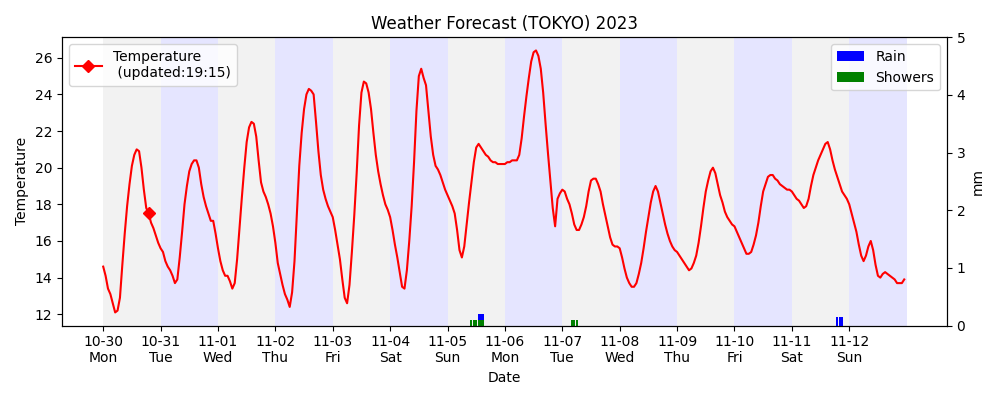 Weather Forecast (TOKYO) 2023
Temperature
(updated:19:15)
Rain
Showers
Temperature
26
24
22
20
18
16
14
12
5
4
3
2
1
0
mm
10-30 10-31 11-01 11-02 11-03 11-04 11-05 11-06 11-07 11-08 11-09 11-10 11-11 11-12
Mon Tue Wed Thu Fri Sat Sun Mon Tue Wed Thu Fri Sat Sun
Date